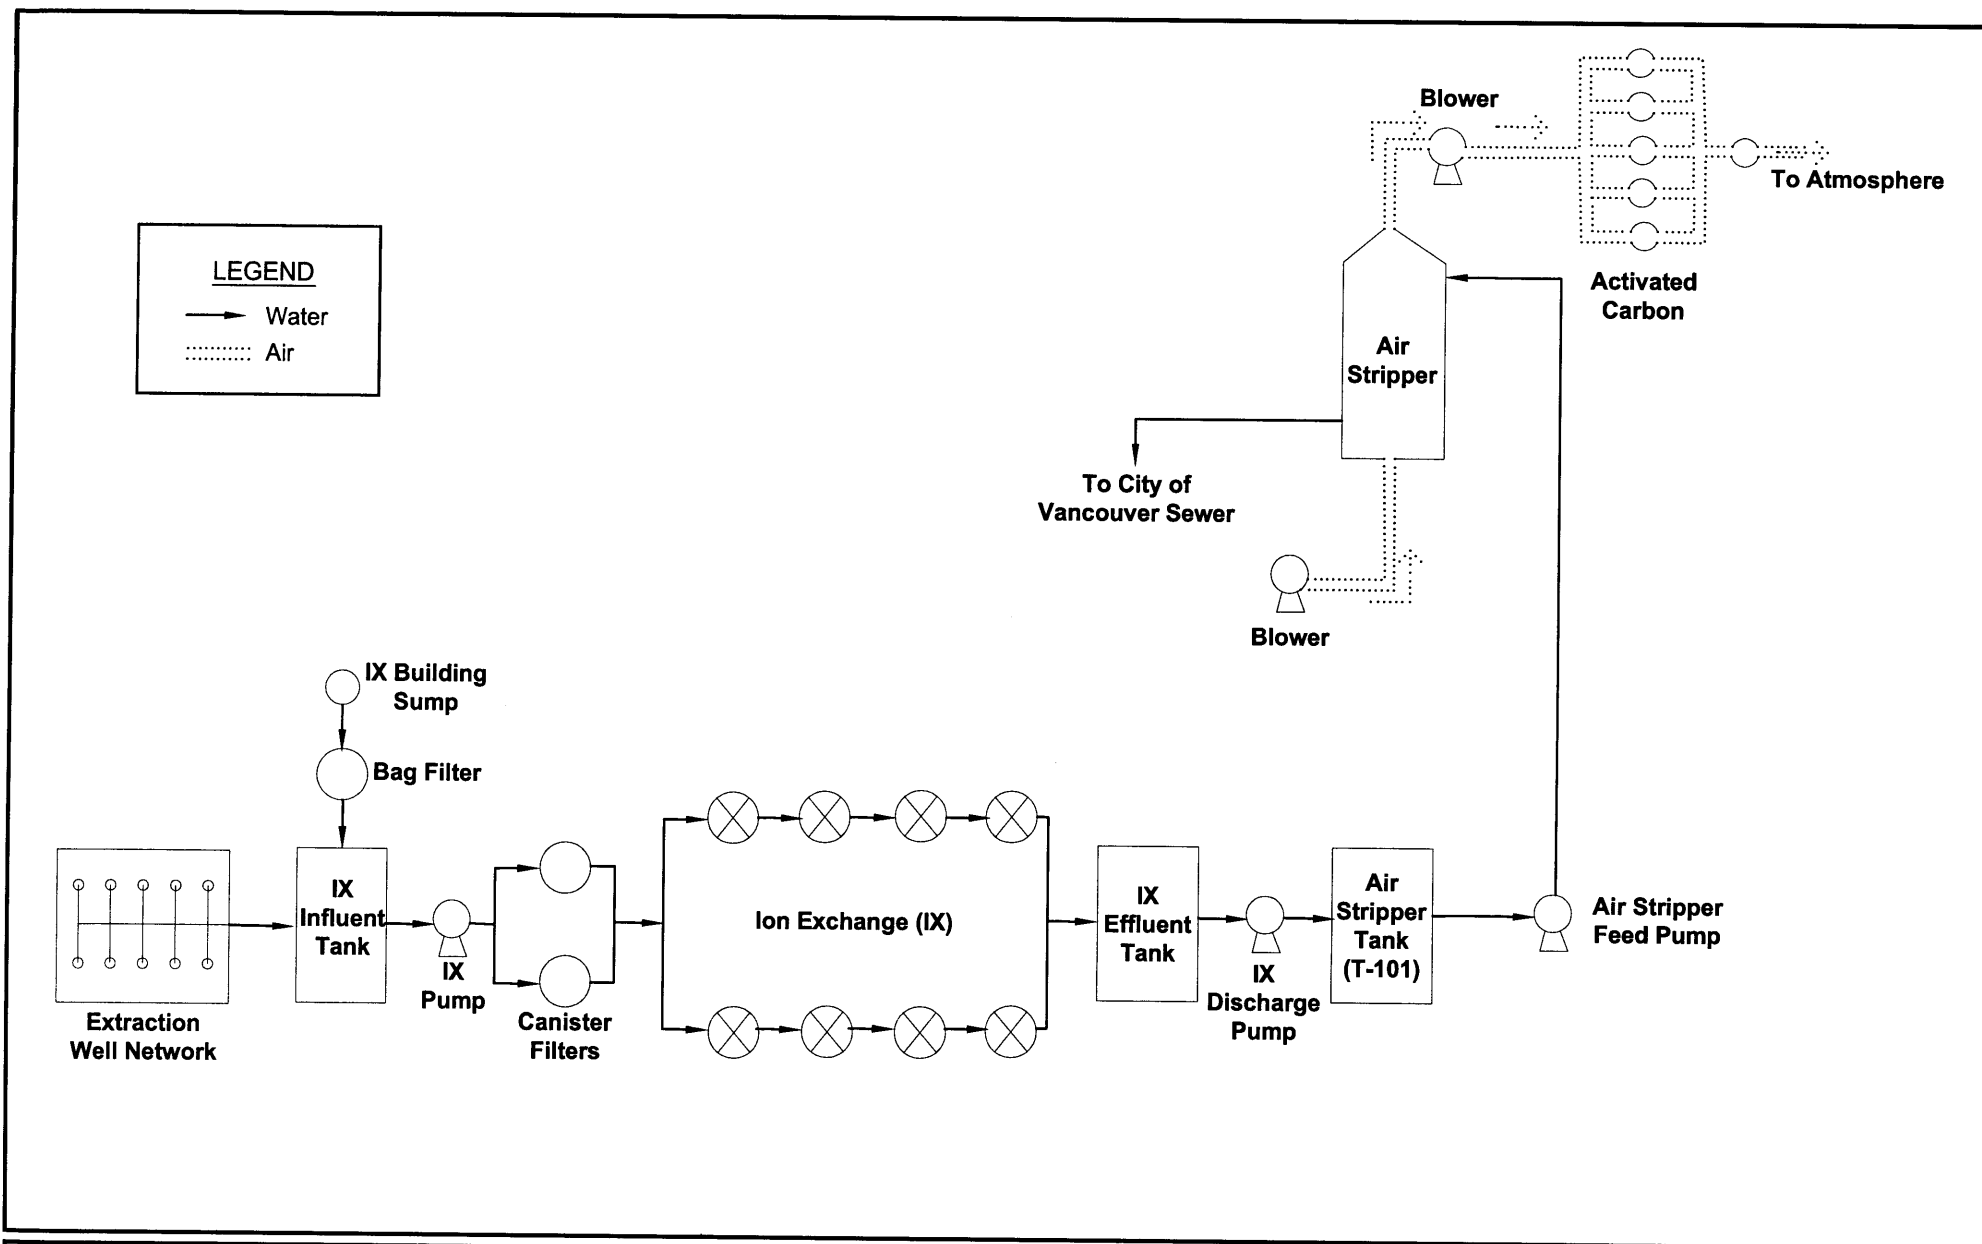 Blower
To Atmosphere
LEGEND
Water
Air
Activated
Carbon
Air
Stripper
To City of
Vancouver Sewer
Blower
IX Building
Sump
Bag Filter
IX
Influent
Tank
Ion Exchange (IX)
IX
Effluent
Tank
Air
Stripper
Tank
(T-101)
Air Stripper
Feed Pump
IX
Pump
IX
Discharge
Pump
Extraction
Well Network
Canister
Filters